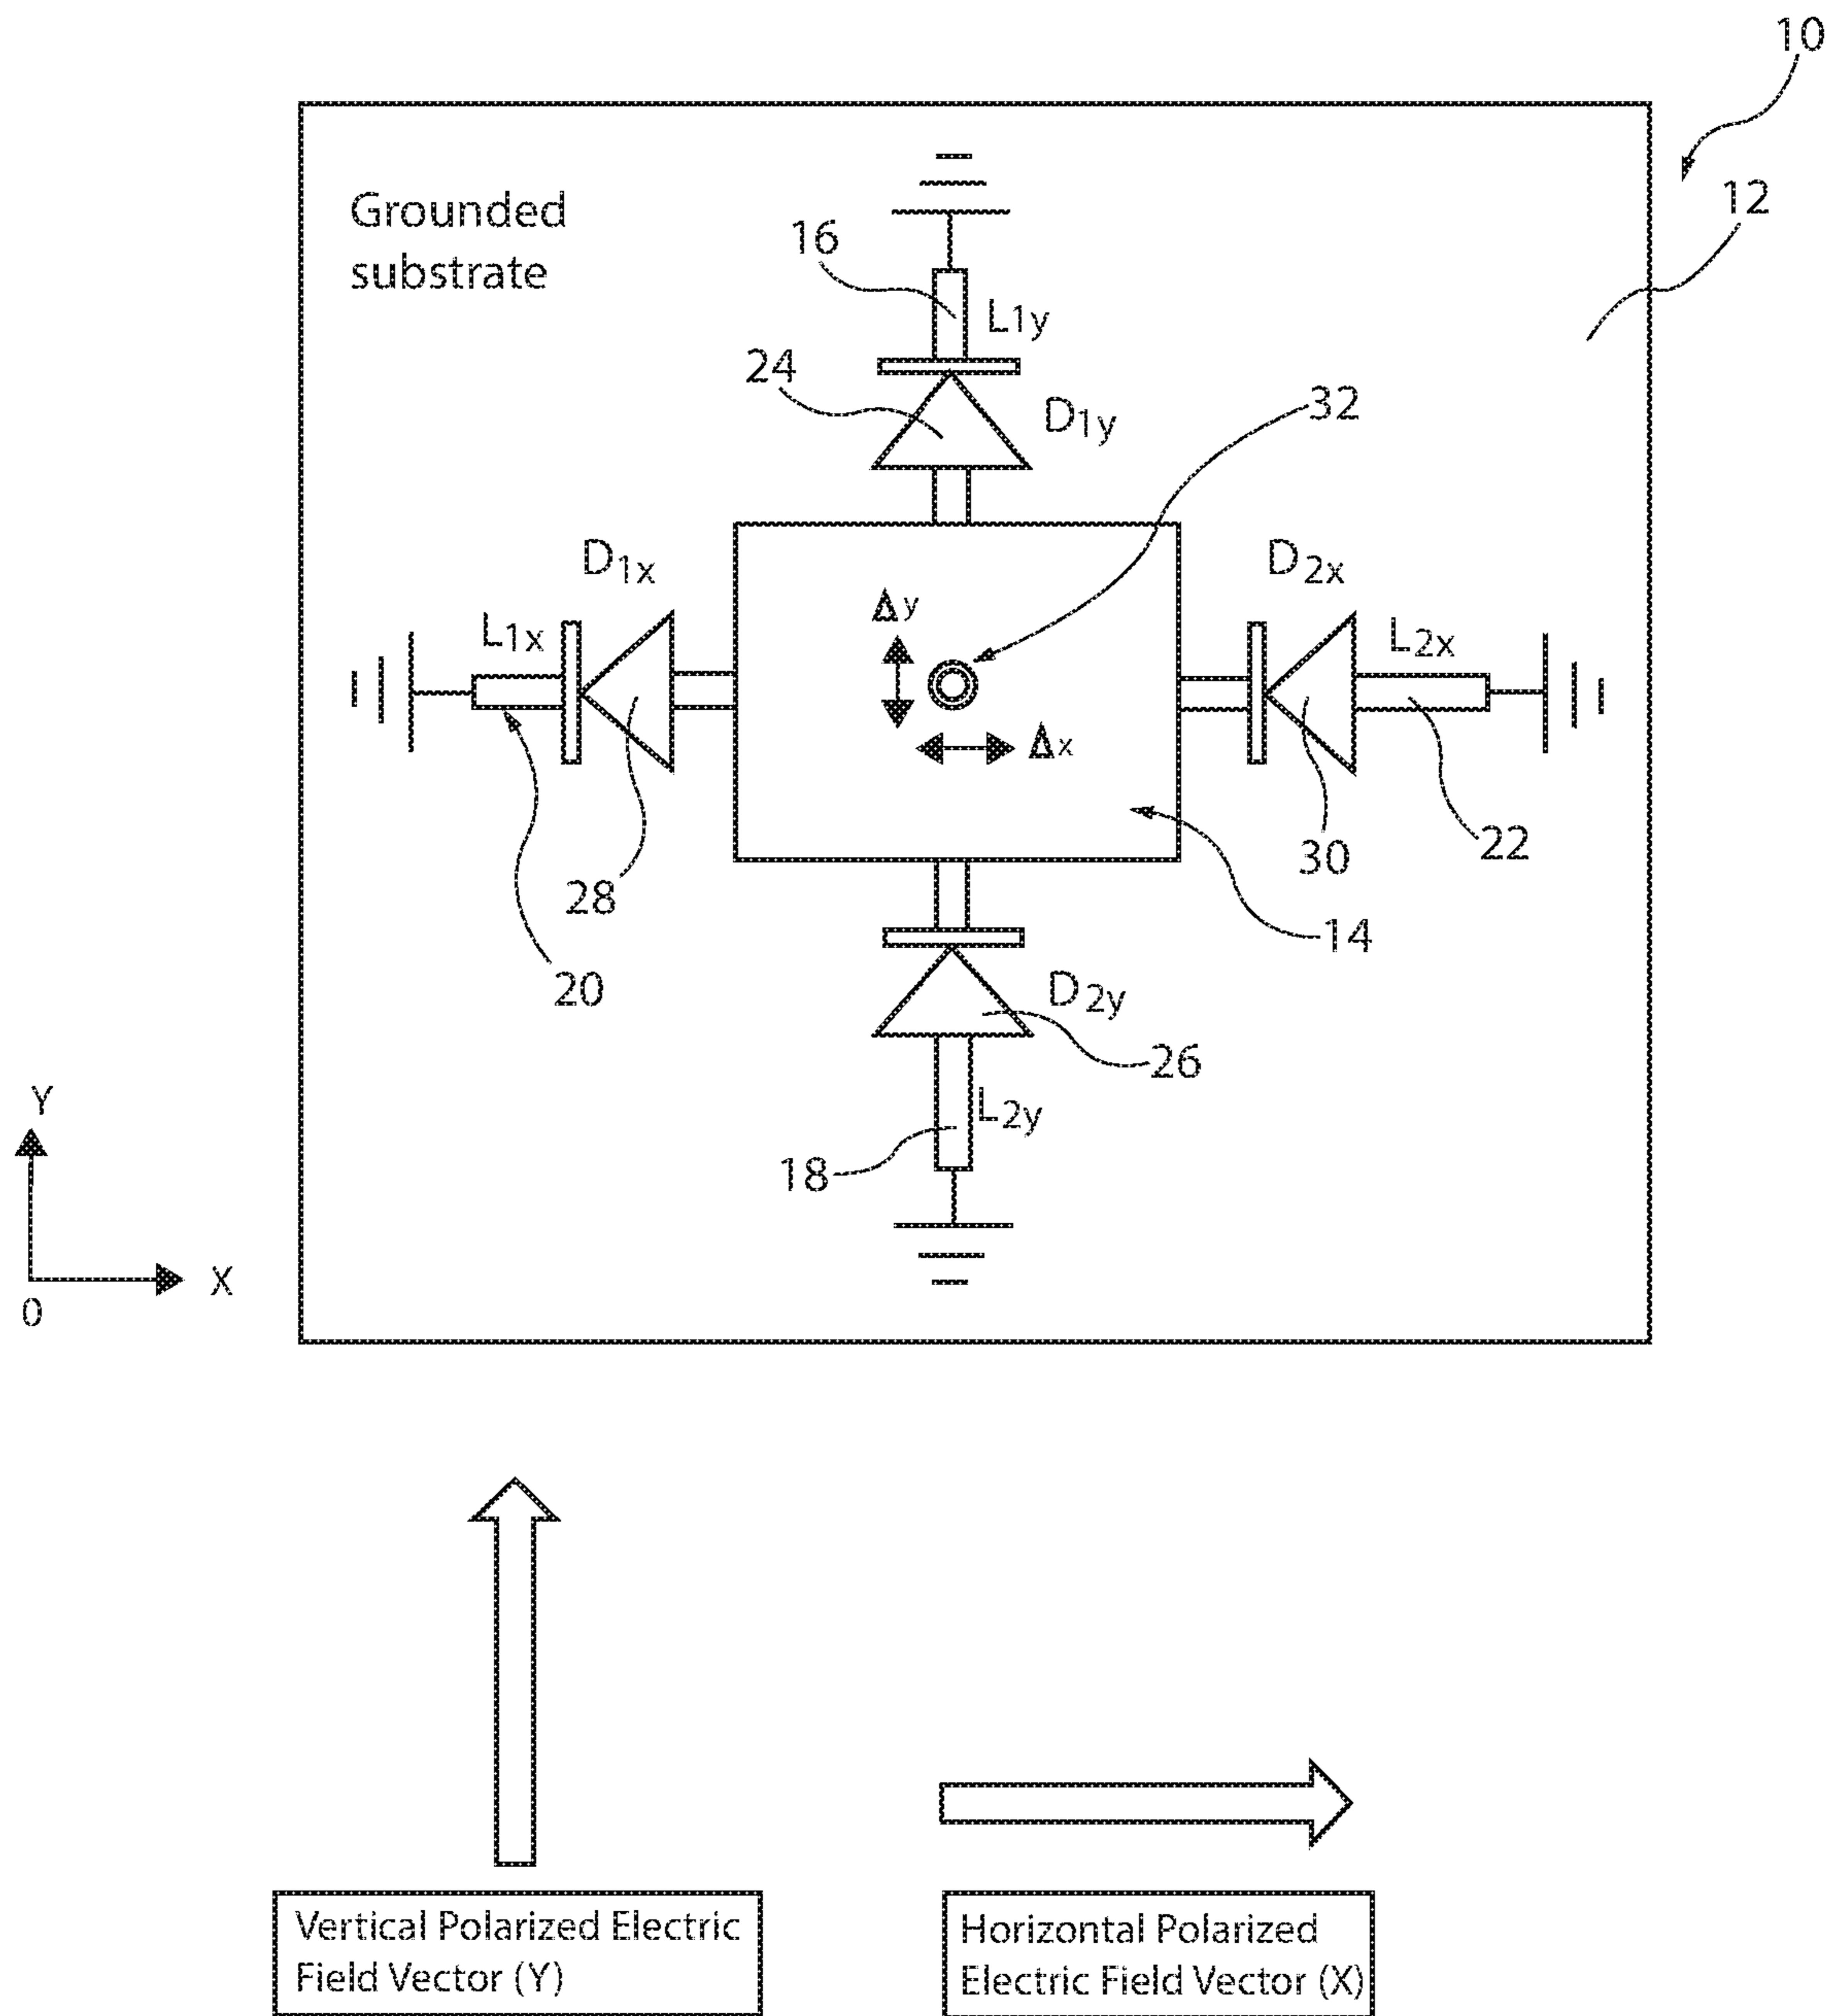 10
12
Grounded
substrate
16
L1y
24
D1y
32
D1x
D2x
Δy
L1x
L2x
Δx
28
30
22
14
20
D2y
26
L2y
18
Y
X
0
Vertical Polarized Electric
Field Vector (Y)
Horizontal Polarized
Electric Field Vector (X)